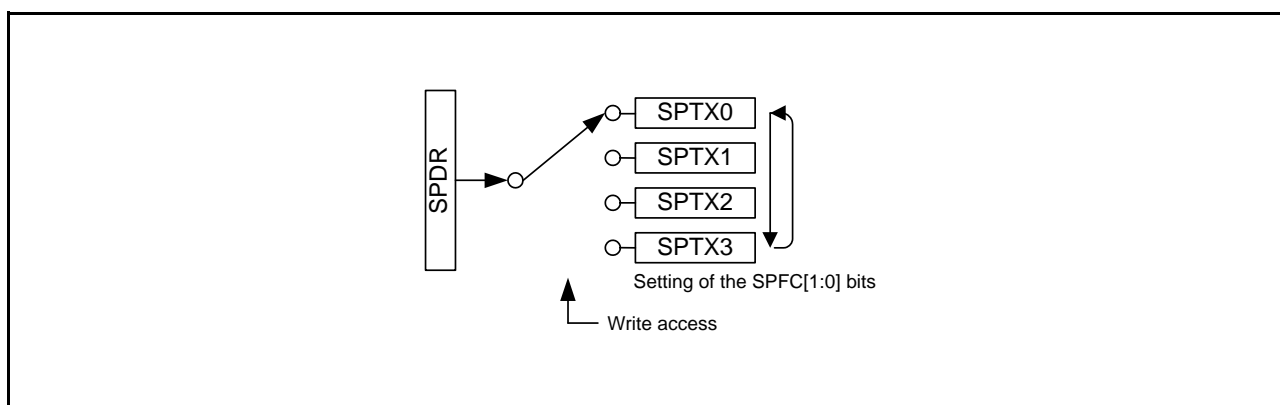 SPDR
SPTX0
SPTX1
SPTX2
SPTX3
Setting of the SPFC[1:0] bits
Write access